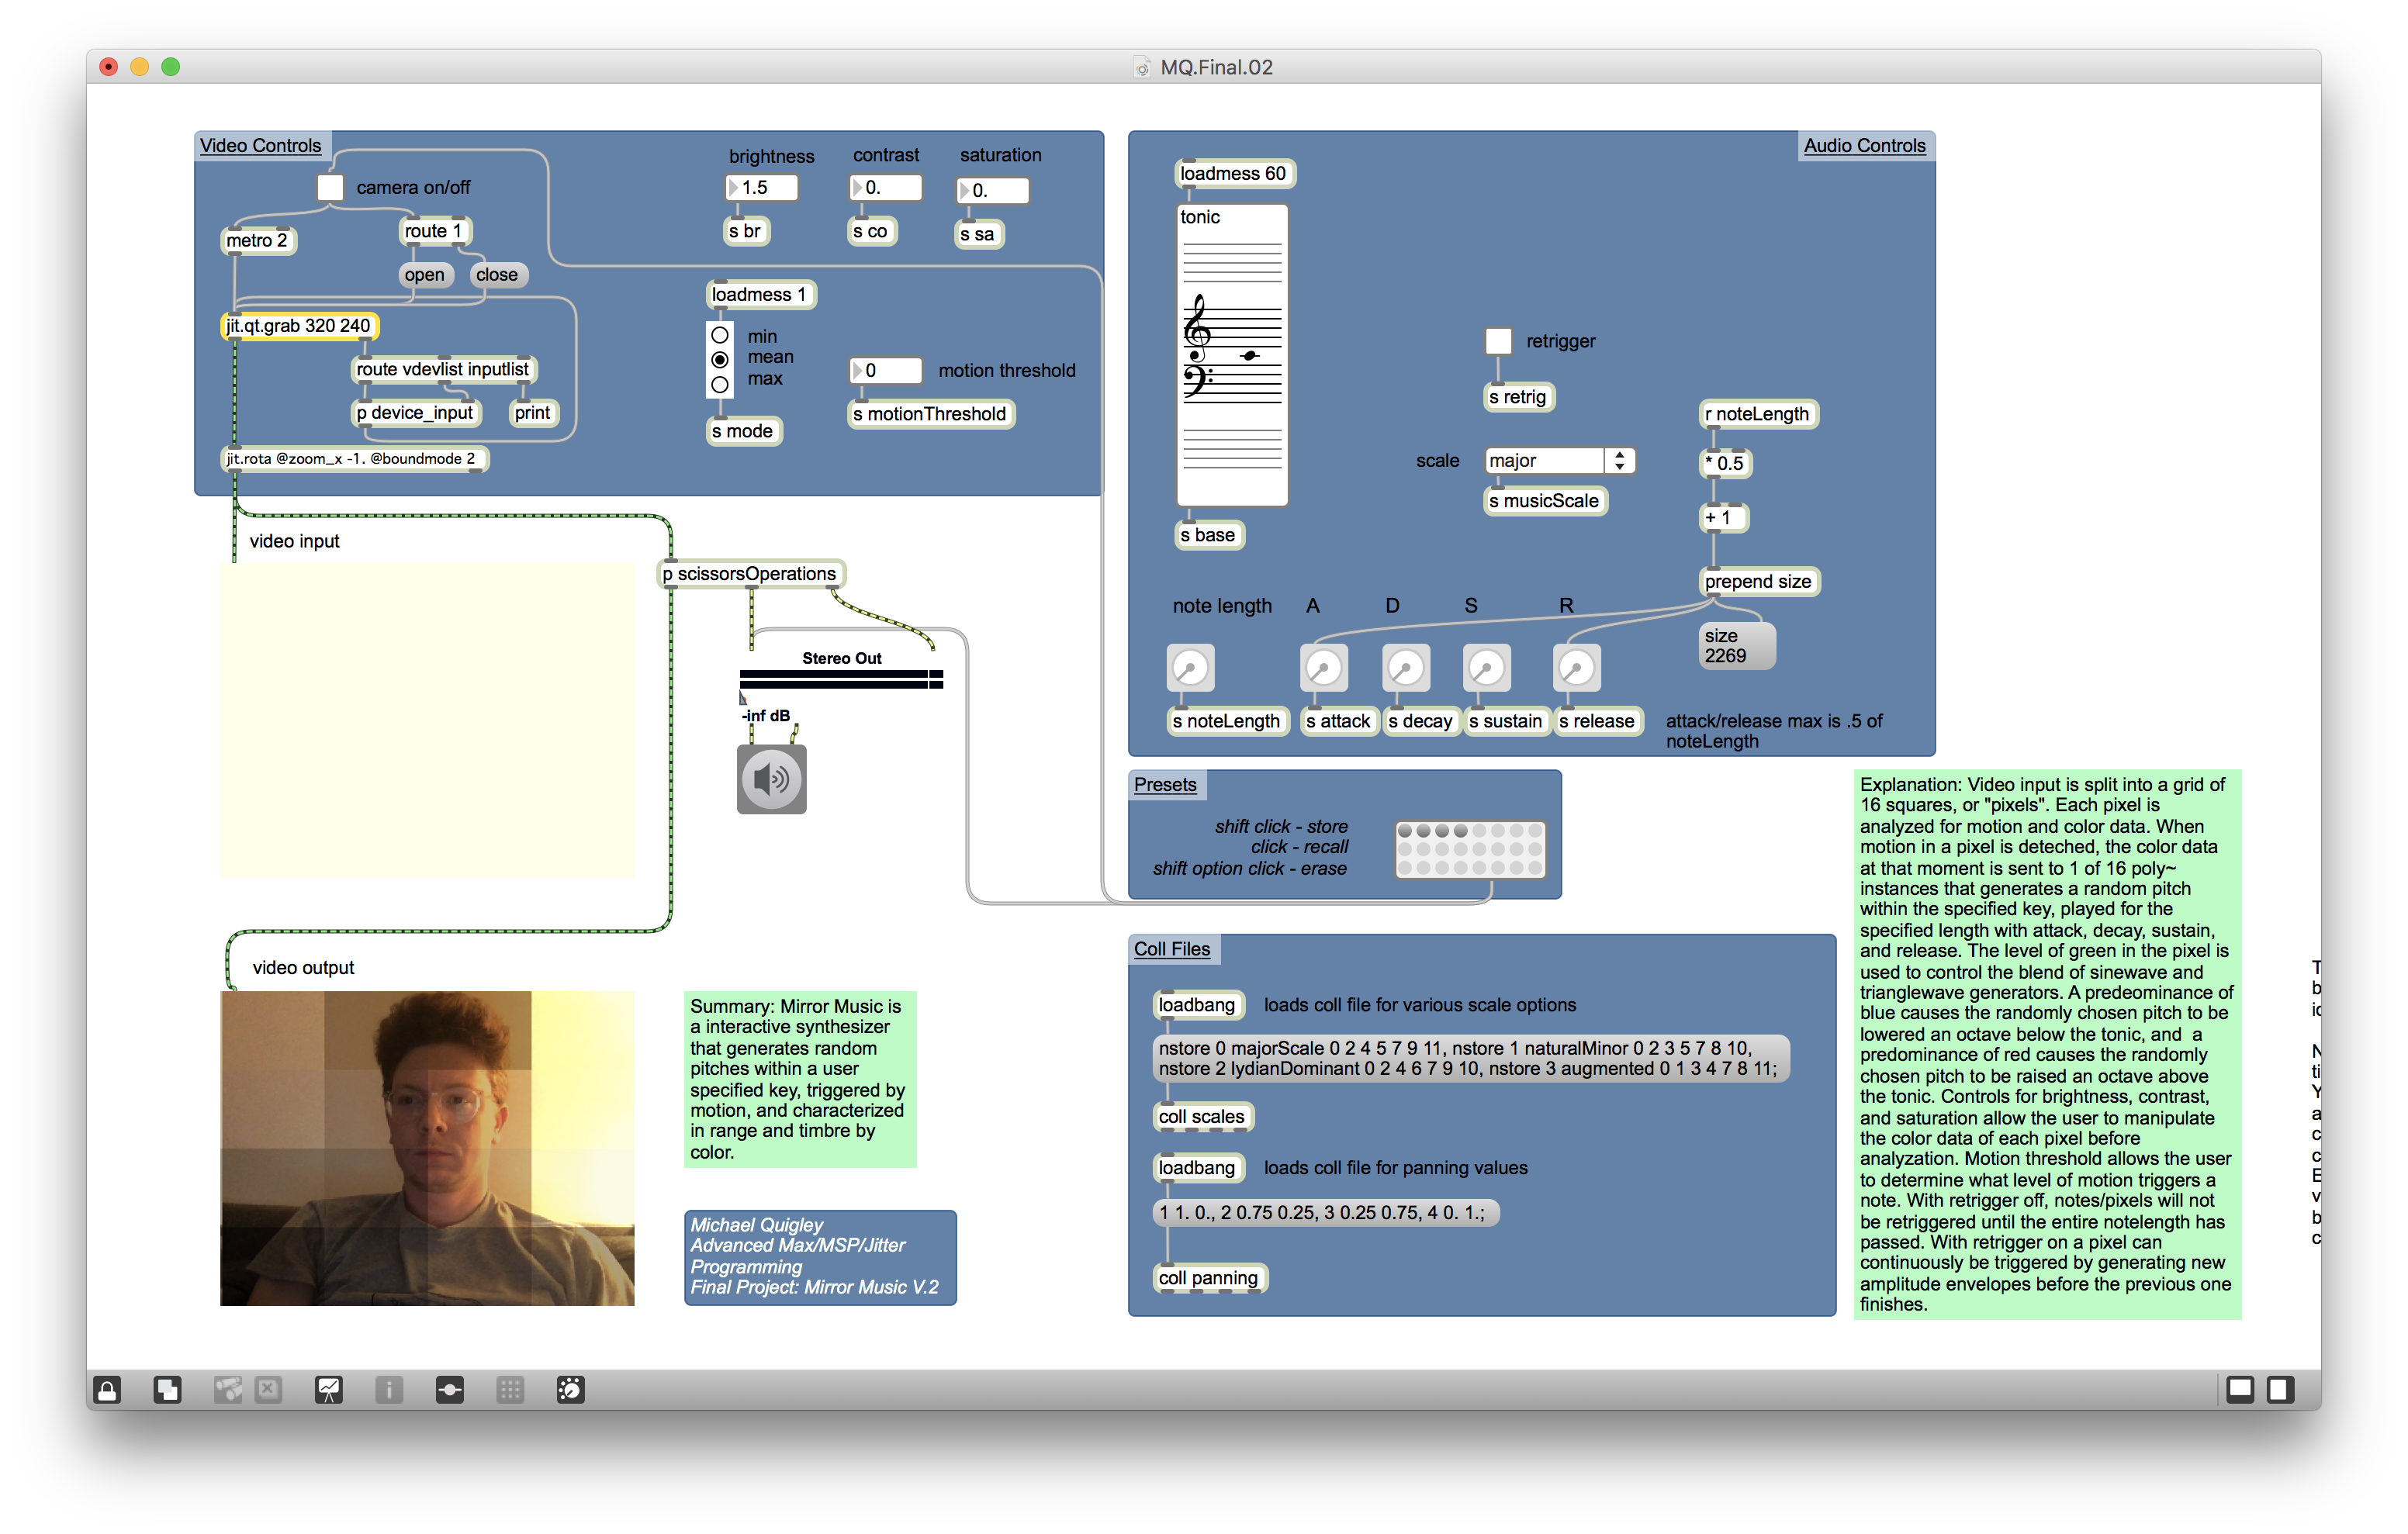 MQ.Final.02
Video Controls
camera on/off
metro 2
route 1
open
close
jit.qt.grab 320 240
route vdevlist inputlist
p device_input
print
jit.rota @zoom_x -1. @boundmode 2
brightness
contrast
saturation
1.5
0.
0.
s br
s co
s sa
loadmess 1
min
mean
max
s mode
0
motion threshold
s motionThreshold
Audio Controls
loadmess 60
tonic
s base
retrigger
s retrig
scale
major
s musicScale
r noteLength
* 0.5
+ 1
prepend size
size
2269
note length
A
D
S
R
s noteLength
s attack
s decay
s sustain
s release
attack/release max is .5 of
noteLength
video input
p scissorsOperations
Stereo Out
-inf dB
video output
Summary: Mirror Music is
a interactive synthesizer
that generates random
pitches within a user
specified key, triggered by
motion, and characterized
in range and timbre by
color.
Michael Quigley
Advanced Max/MSP/Jitter
Programming
Final Project: Mirror Music V.2
Presets
shift click - store
click - recall
shift option click - erase
Coll Files
loadbang
loads coll file for various scale options
nstore 0 majorScale 0 2 4 5 7 9 11, nstore 1 naturalMinor 0 2 3 5 7 8 10,
nstore 2 lydianDominant 0 2 4 6 7 9 10, nstore 3 augmented 0 1 3 4 7 8 11;
coll scales
loadbang
loads coll file for panning values
1 1. 0., 2 0.75 0.25, 3 0.25 0.75, 4 0. 1.;
coll panning
Explanation: Video input is split into a grid of
16 squares, or "pixels". Each pixel is
analyzed for motion and color data. When
motion in a pixel is deteched, the color data
at that moment is sent to 1 of 16 poly~
instances that generates a random pitch
within the specified key, played for the
specified length with attack, decay, sustain,
and release. The level of green in the pixel is
used to control the blend of sinewave and
trianglewave generators. A predeominance of
blue causes the randomly chosen pitch to be
lowered an octave below the tonic, and  a
predominance of red causes the randomly
chosen pitch to be raised an octave above
the tonic. Controls for brightness, contrast,
and saturation allow the user to manipulate
the color data of each pixel before
analyzation. Motion threshold allows the user
to determine what level of motion triggers a
note. With retrigger off, notes/pixels will not
be retriggered until the entire notelength has
passed. With retrigger on a pixel can
continuously be triggered by generating new
amplitude envelopes before the previous one
finishes.